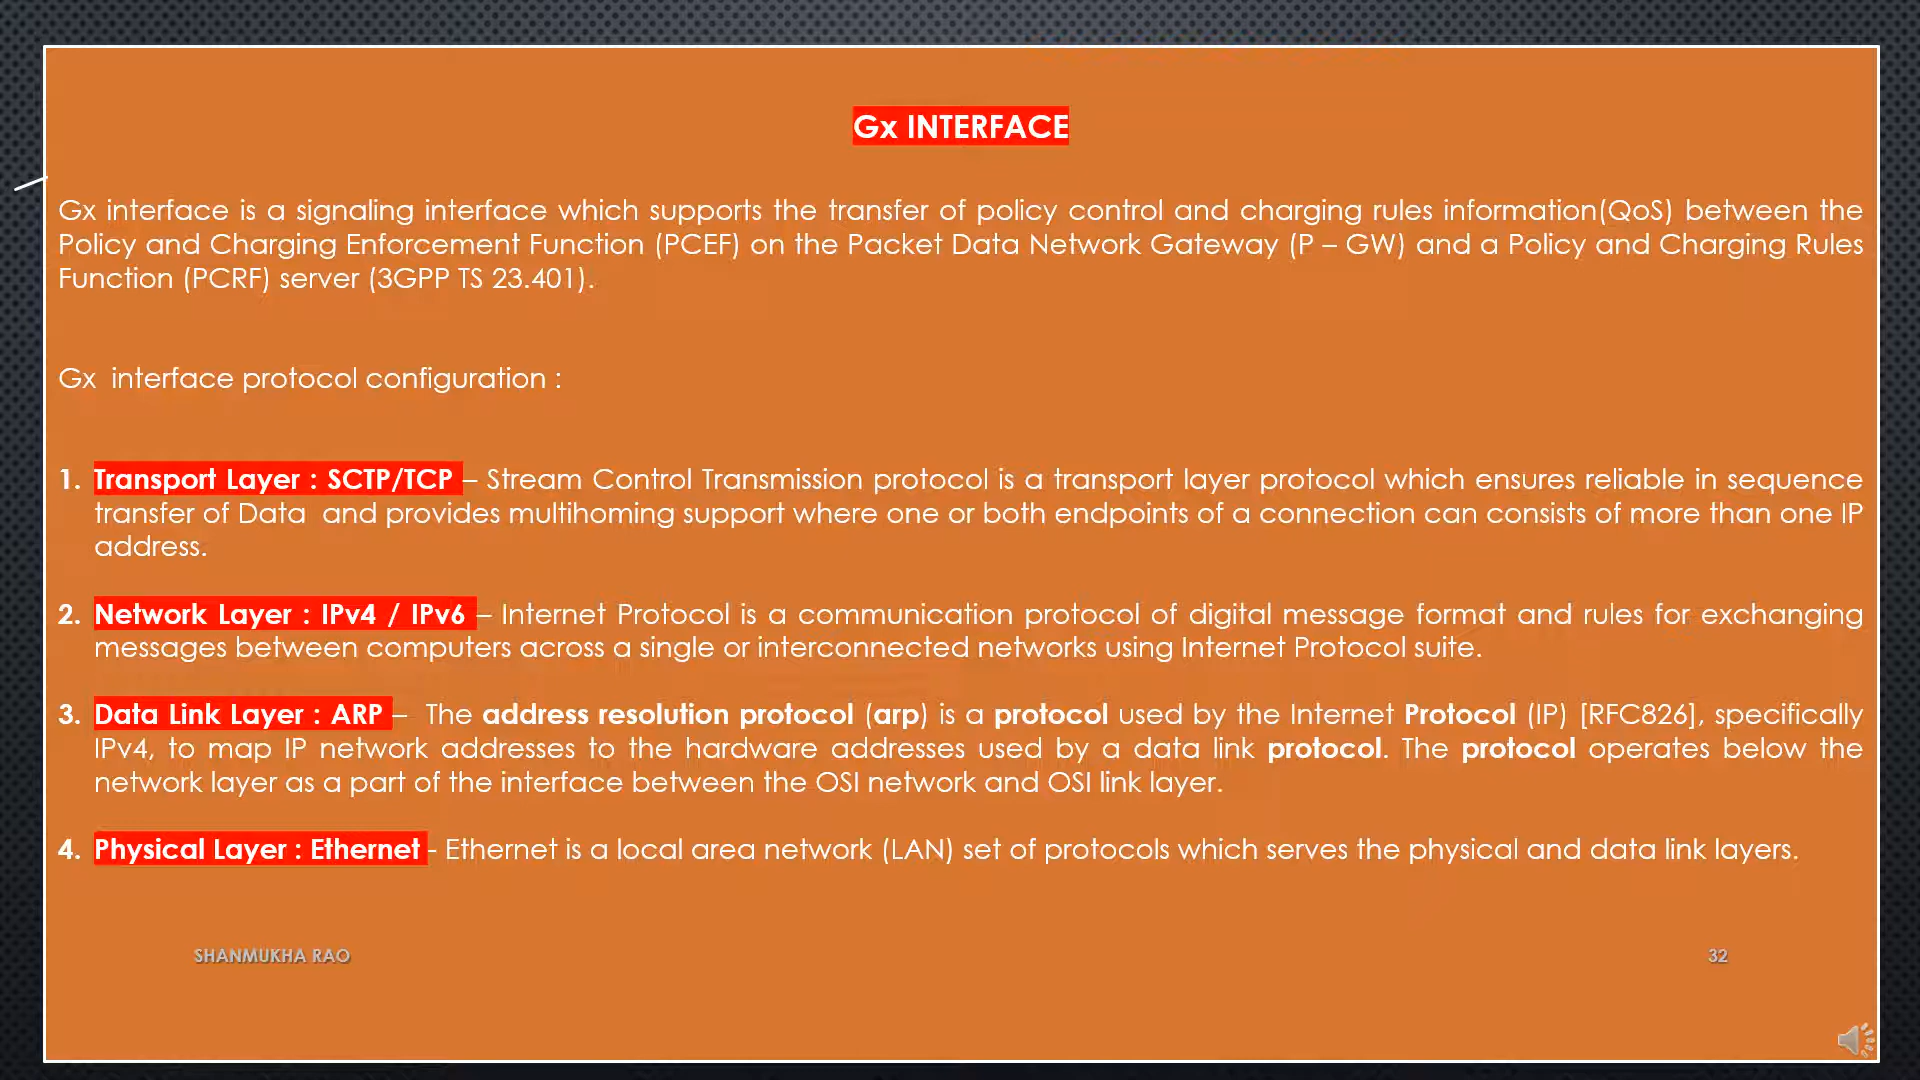 Gx INTERFACE
Gx interface is a signaling interface which supports the transfer of policy control and charging rules information(QoS) between the
Policy and Charging Enforcement Function (PCEF) on the Packet Data Network Gateway (P – GW) and a Policy and Charging Rules
Function (PCRF) server (3GPP TS 23.401).
Gx interface protocol configuration :
1. Transport Layer : SCTP/TCP – Stream Control Transmission protocol is a transport layer protocol which ensures reliable in sequence
transfer of Data and provides multihoming support where one or both endpoints of a connection can consists of more than one IP
address.
2. Network Layer : IPv4 / IPv6 – Internet Protocol is a communication protocol of digital message format and rules for exchanging
messages between computers across a single or interconnected networks using Internet Protocol suite.
3. Data Link Layer : ARP – The address resolution protocol (arp) is a protocol used by the Internet Protocol (IP) [RFC826], specifically
IPv4, to map IP network addresses to the hardware addresses used by a data link protocol. The protocol operates below the
network layer as a part of the interface between the OSI network and OSI link layer.
4. Physical Layer : Ethernet - Ethernet is a local area network (LAN) set of protocols which serves the physical and data link layers.
SHANMUKHA RAO
32